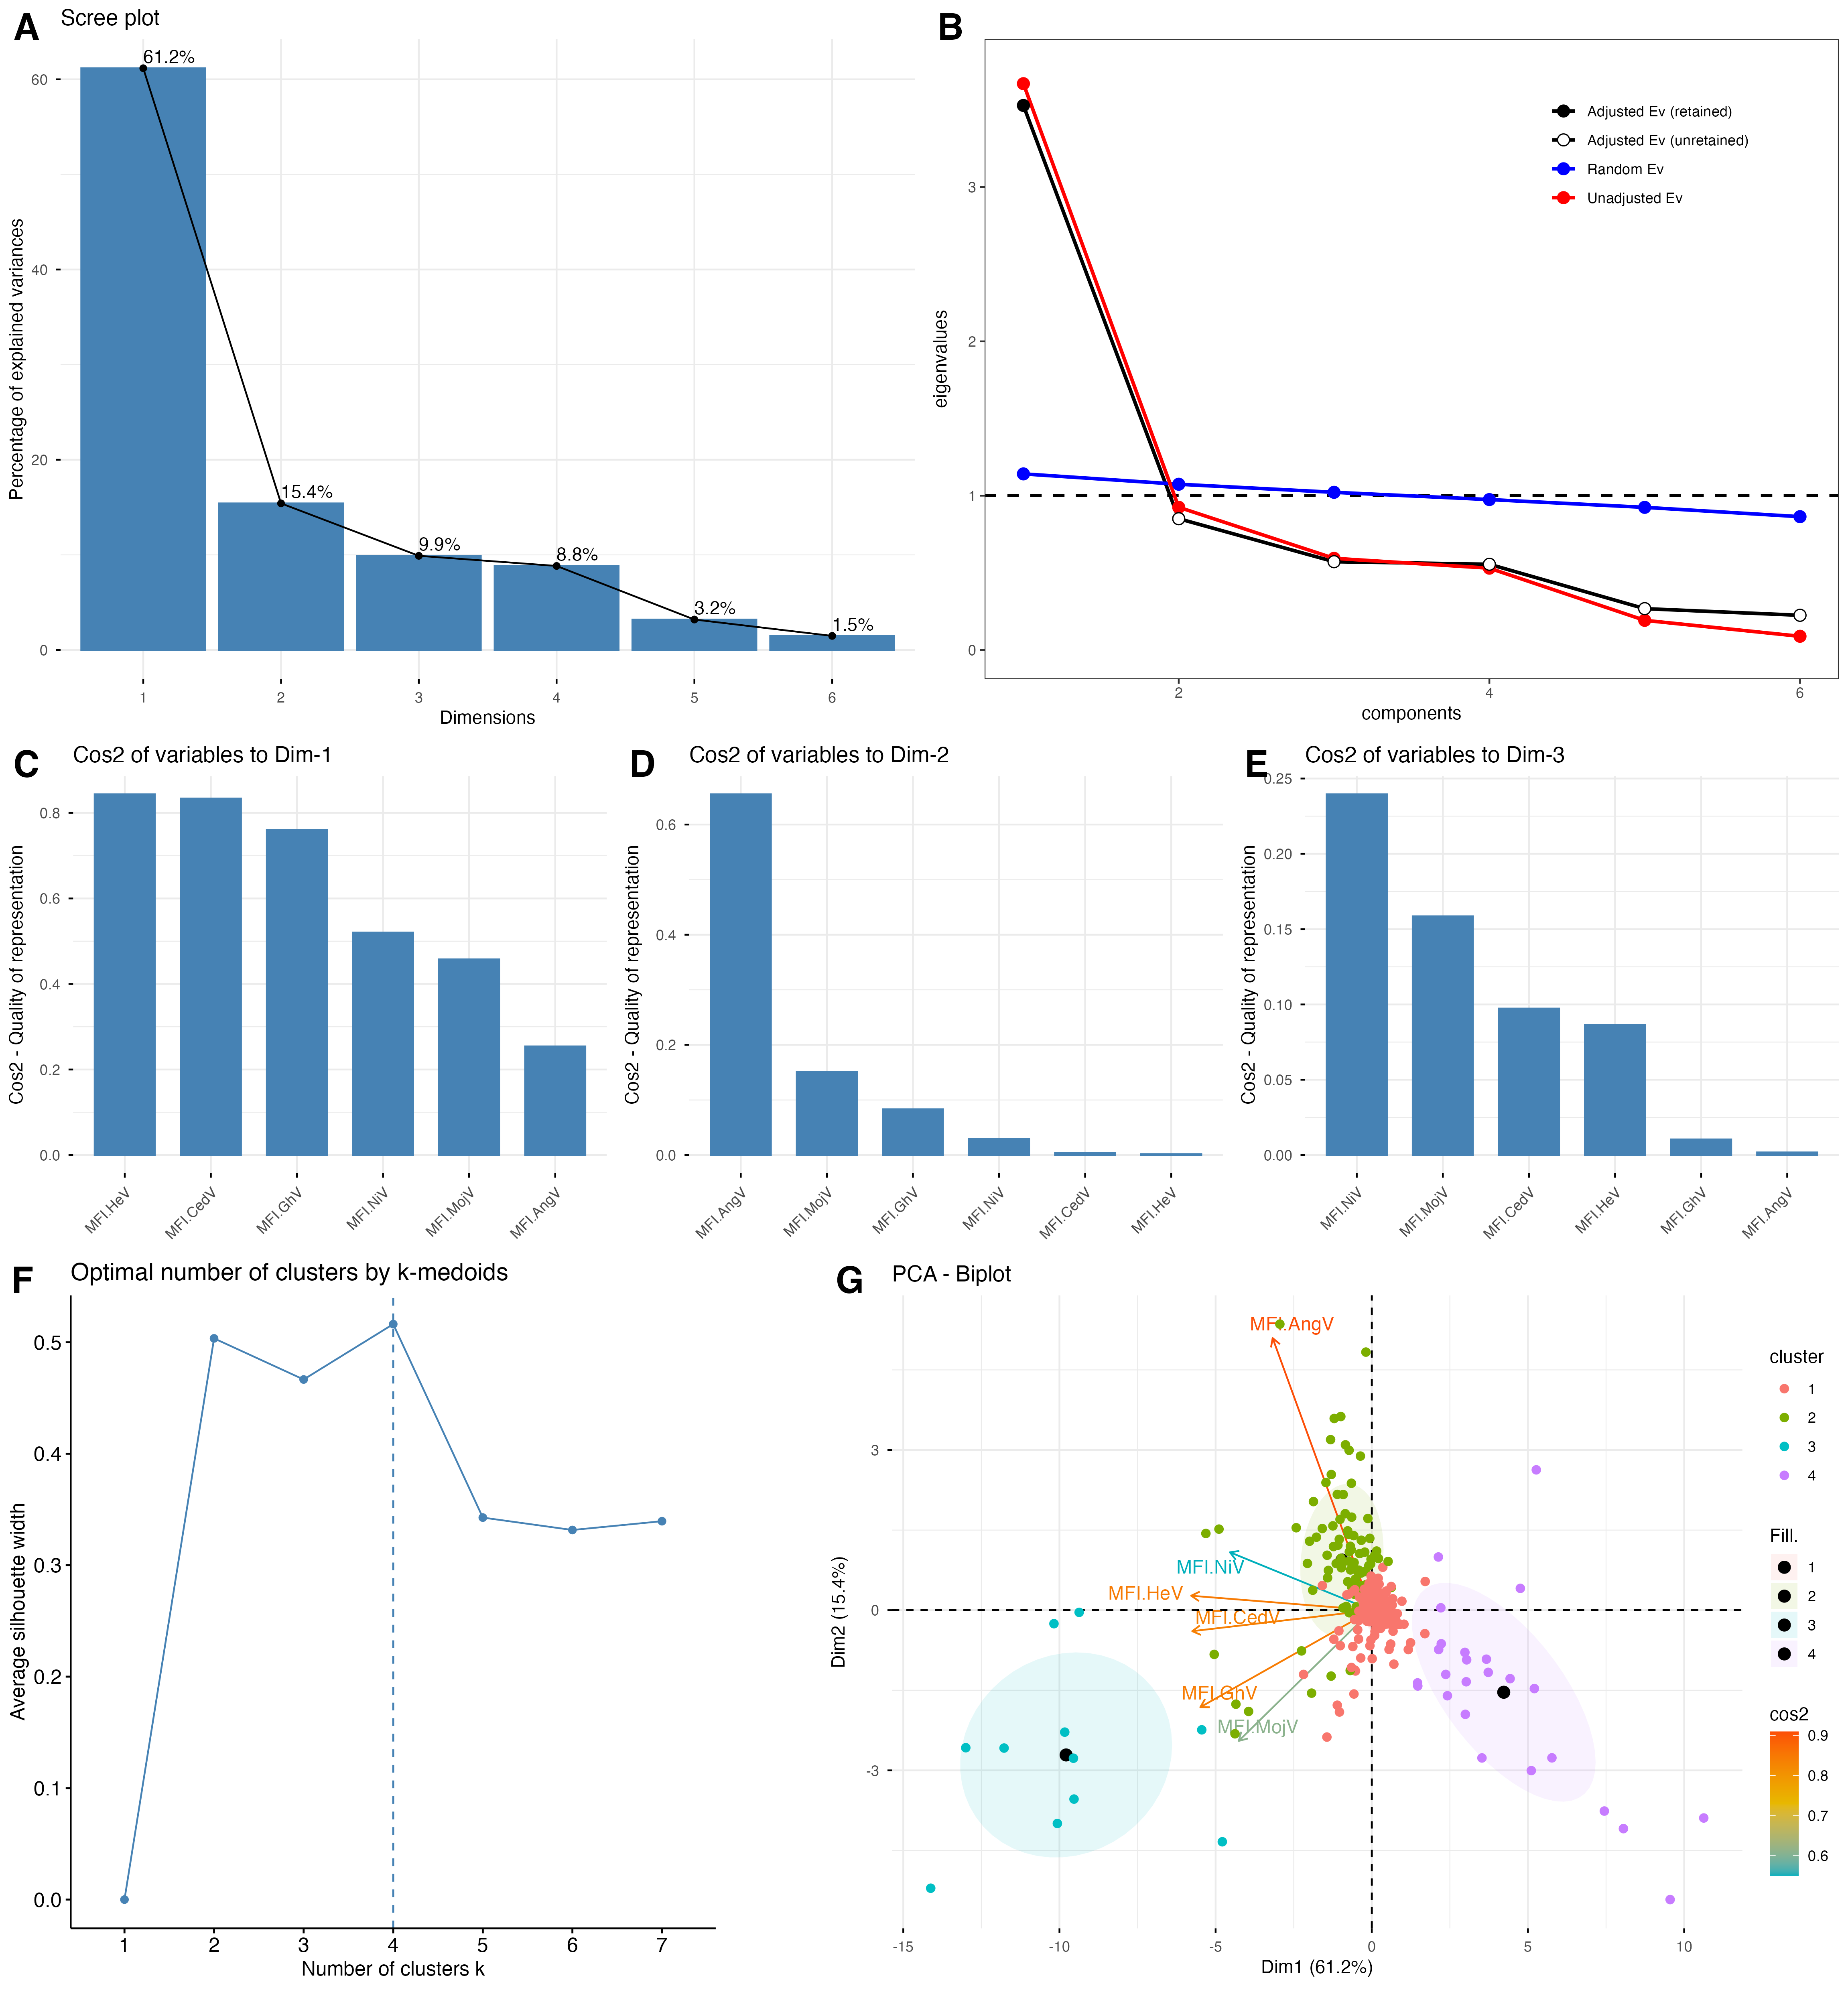 A
Scree plot
Percentage of explained variances
60
40
20
0
61.2%
15.4%
9.9%
8.8%
3.2%
1.5%
1 2 3 4 5 6
Dimensions
B
eigenvalues
3
2
1
0
Adjusted Ev (retained)
Adjusted Ev (unretained)
Random Ev
Unadjusted Ev
2 4 6
components
C
Cos2 of variables to Dim-1
Cos2 - Quality of representation
0.8
0.6
0.4
0.2
0.0
MFI.HeV
MFI.CedV
MFI.GhV
MFI.NiV
MFI.MojV
MFI.AngV
D
Cos2 of variables to Dim-2
Cos2 - Quality of representation
0.6
0.4
0.2
0.0
MFI.AngV
MFI.MojV
MFI.GhV
MFI.NiV
MFI.CedV
MFI.HeV
E
Cos2 of variables to Dim-3
Cos2 - Quality of representation
0.25
0.20
0.15
0.10
0.05
0.00
MFI.NiV
MFI.MojV
MFI.CedV
MFI.HeV
MFI.GhV
MFI.AngV
F
Optimal number of clusters by k-medoids
Average silhouette width
0.5
0.4
0.3
0.2
0.1
0.0
1 2 3 4 5 6 7
Number of clusters k
G
PCA - Biplot
Dim2 (15.4%)
3
0
-3
MFI.AngV
MFI.NiV
MFI.HeV
MFI.CedV
MFI.GhV
MFI.MojV
-15 -10 -5 0 5 10
Dim1 (61.2%)
cluster
1
2
3
4
Fill.
1
2
3
4
cos2
0.9
0.8
0.7
0.6